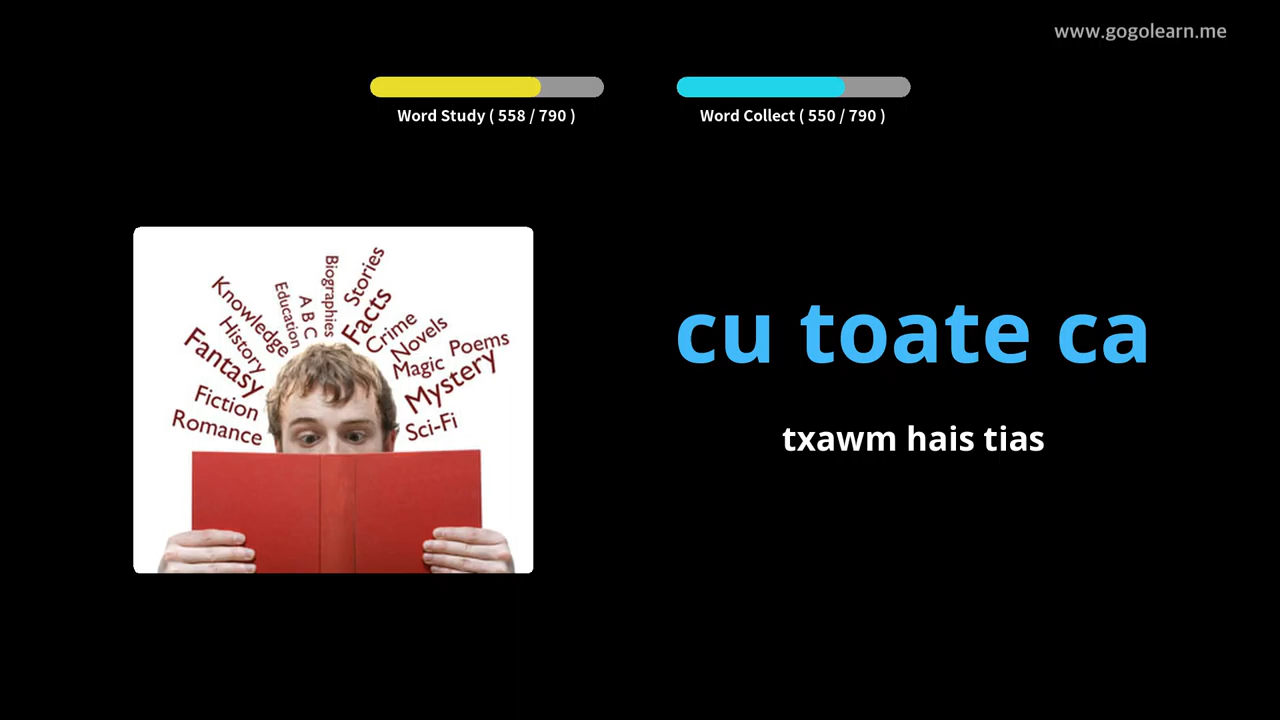 www.gogolearn.me
Word Study ( 558 / 790 )
Word Collect ( 550 / 790 )
Knowledge
Education
A B C
Biographies
Stories
Facts
History
Crime
Novels
Fantasy
Magic
Poems
Mystery
Fiction
Romance
Sci-Fi
cu toate ca
txawm hais tias